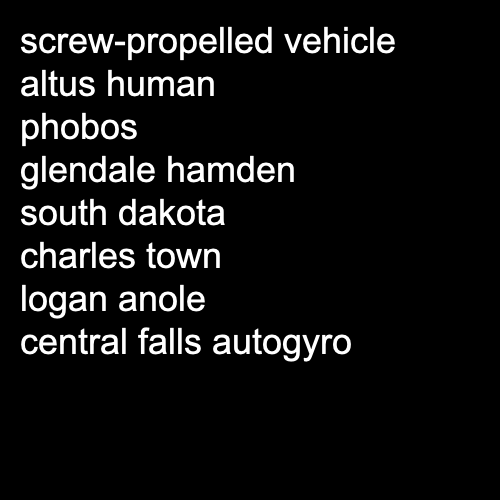 screw-propelled vehicle
altus human
phobos
glendale hamden
south dakota
charles town
logan anole
central falls autogyro